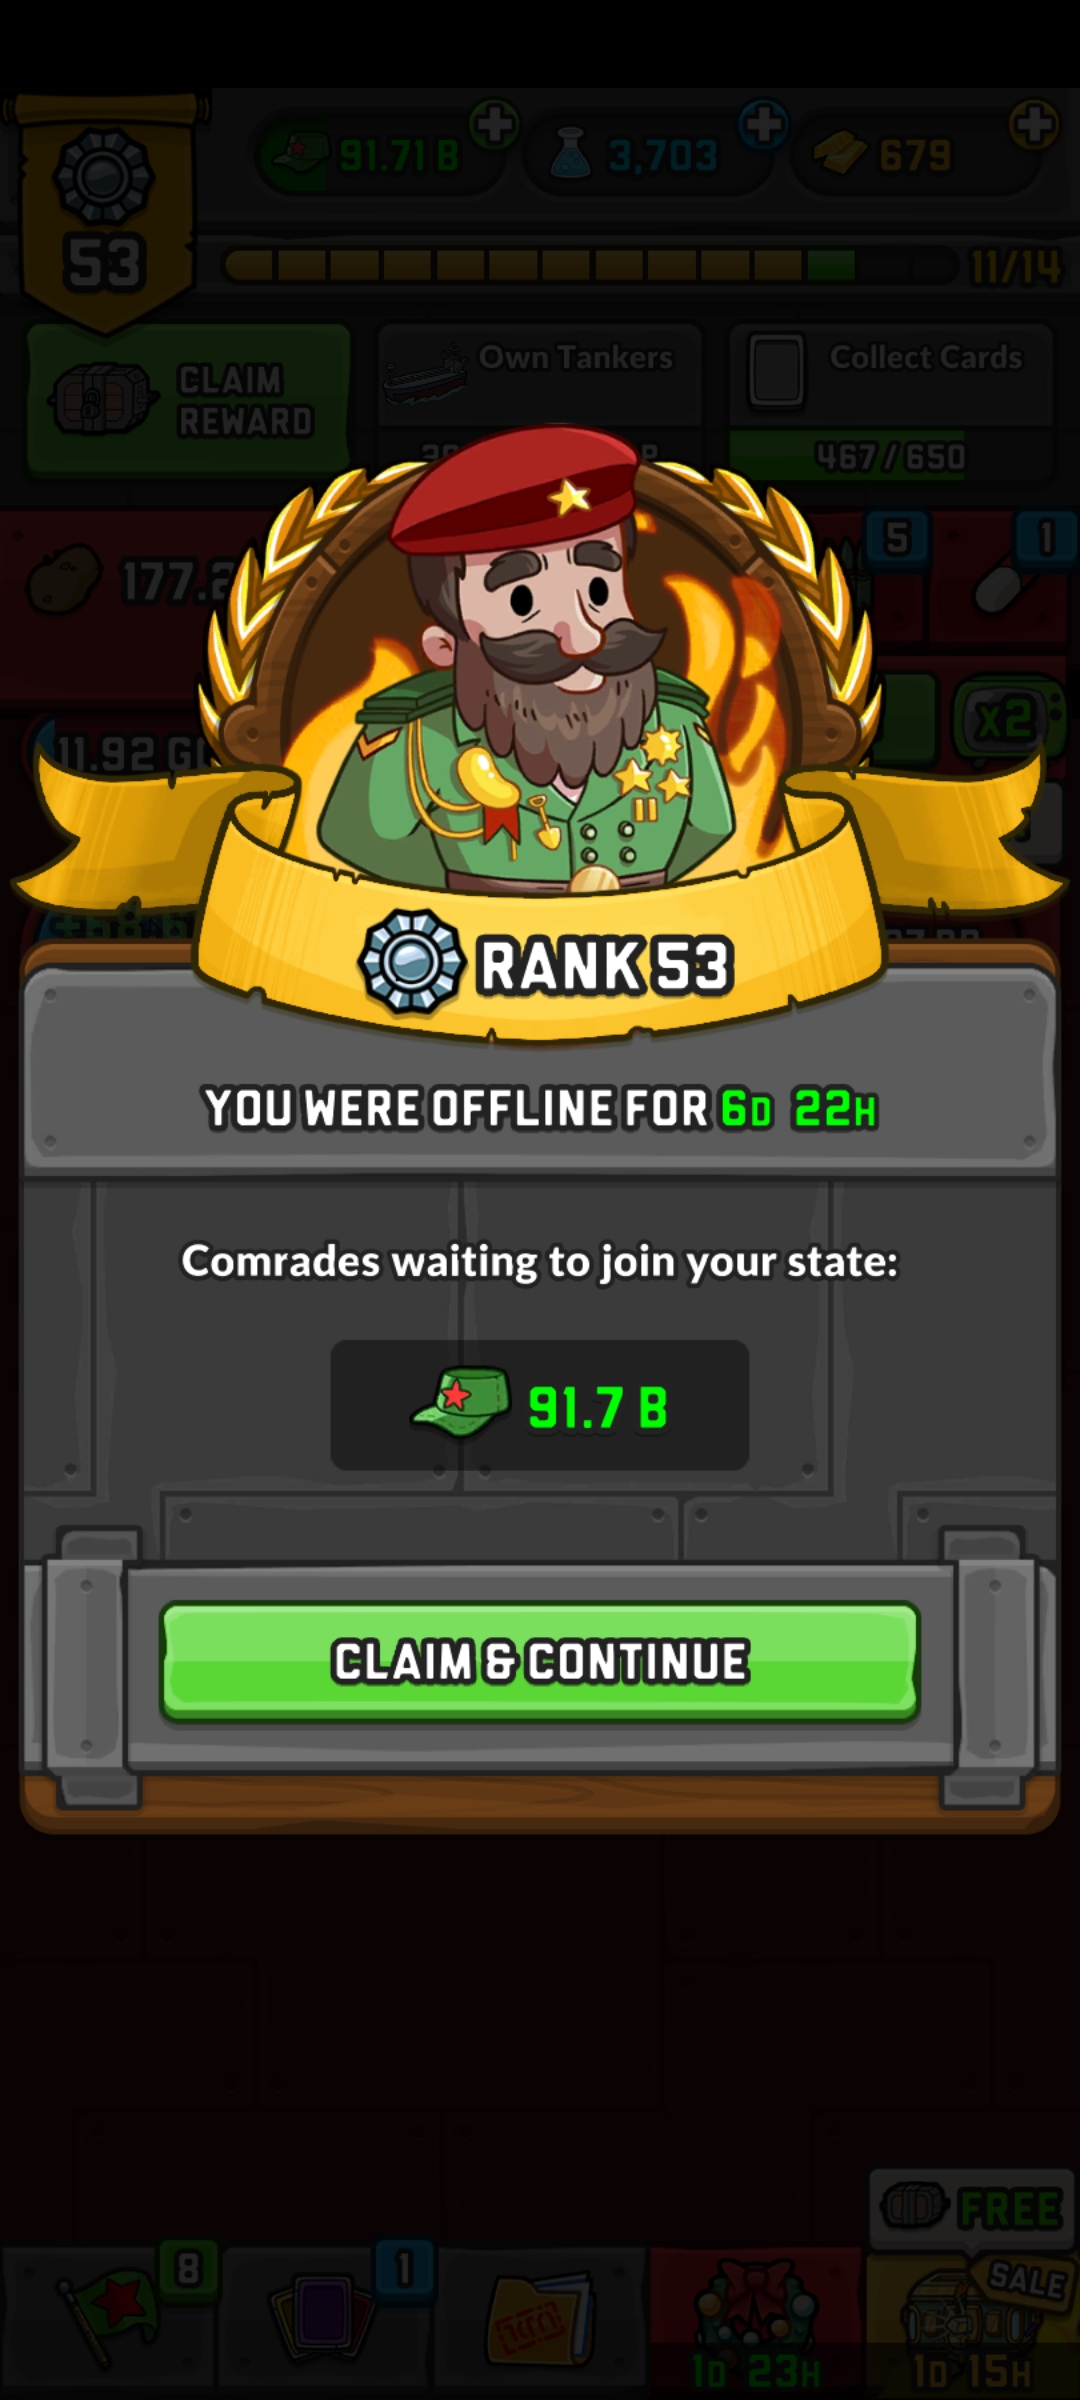 91.71 B
3,703
679
53
11/14
CLAIM
REWARD
Own Tankers
Collect Cards
467/650
5
1
177.2
11.92
x2
RANK 53
YOU WERE OFFLINE FOR 6D 22H
Comrades waiting to join your state:
91.7 B
CLAIM & CONTINUE
FREE
8
1
SALE
1D 23H
1D 15H